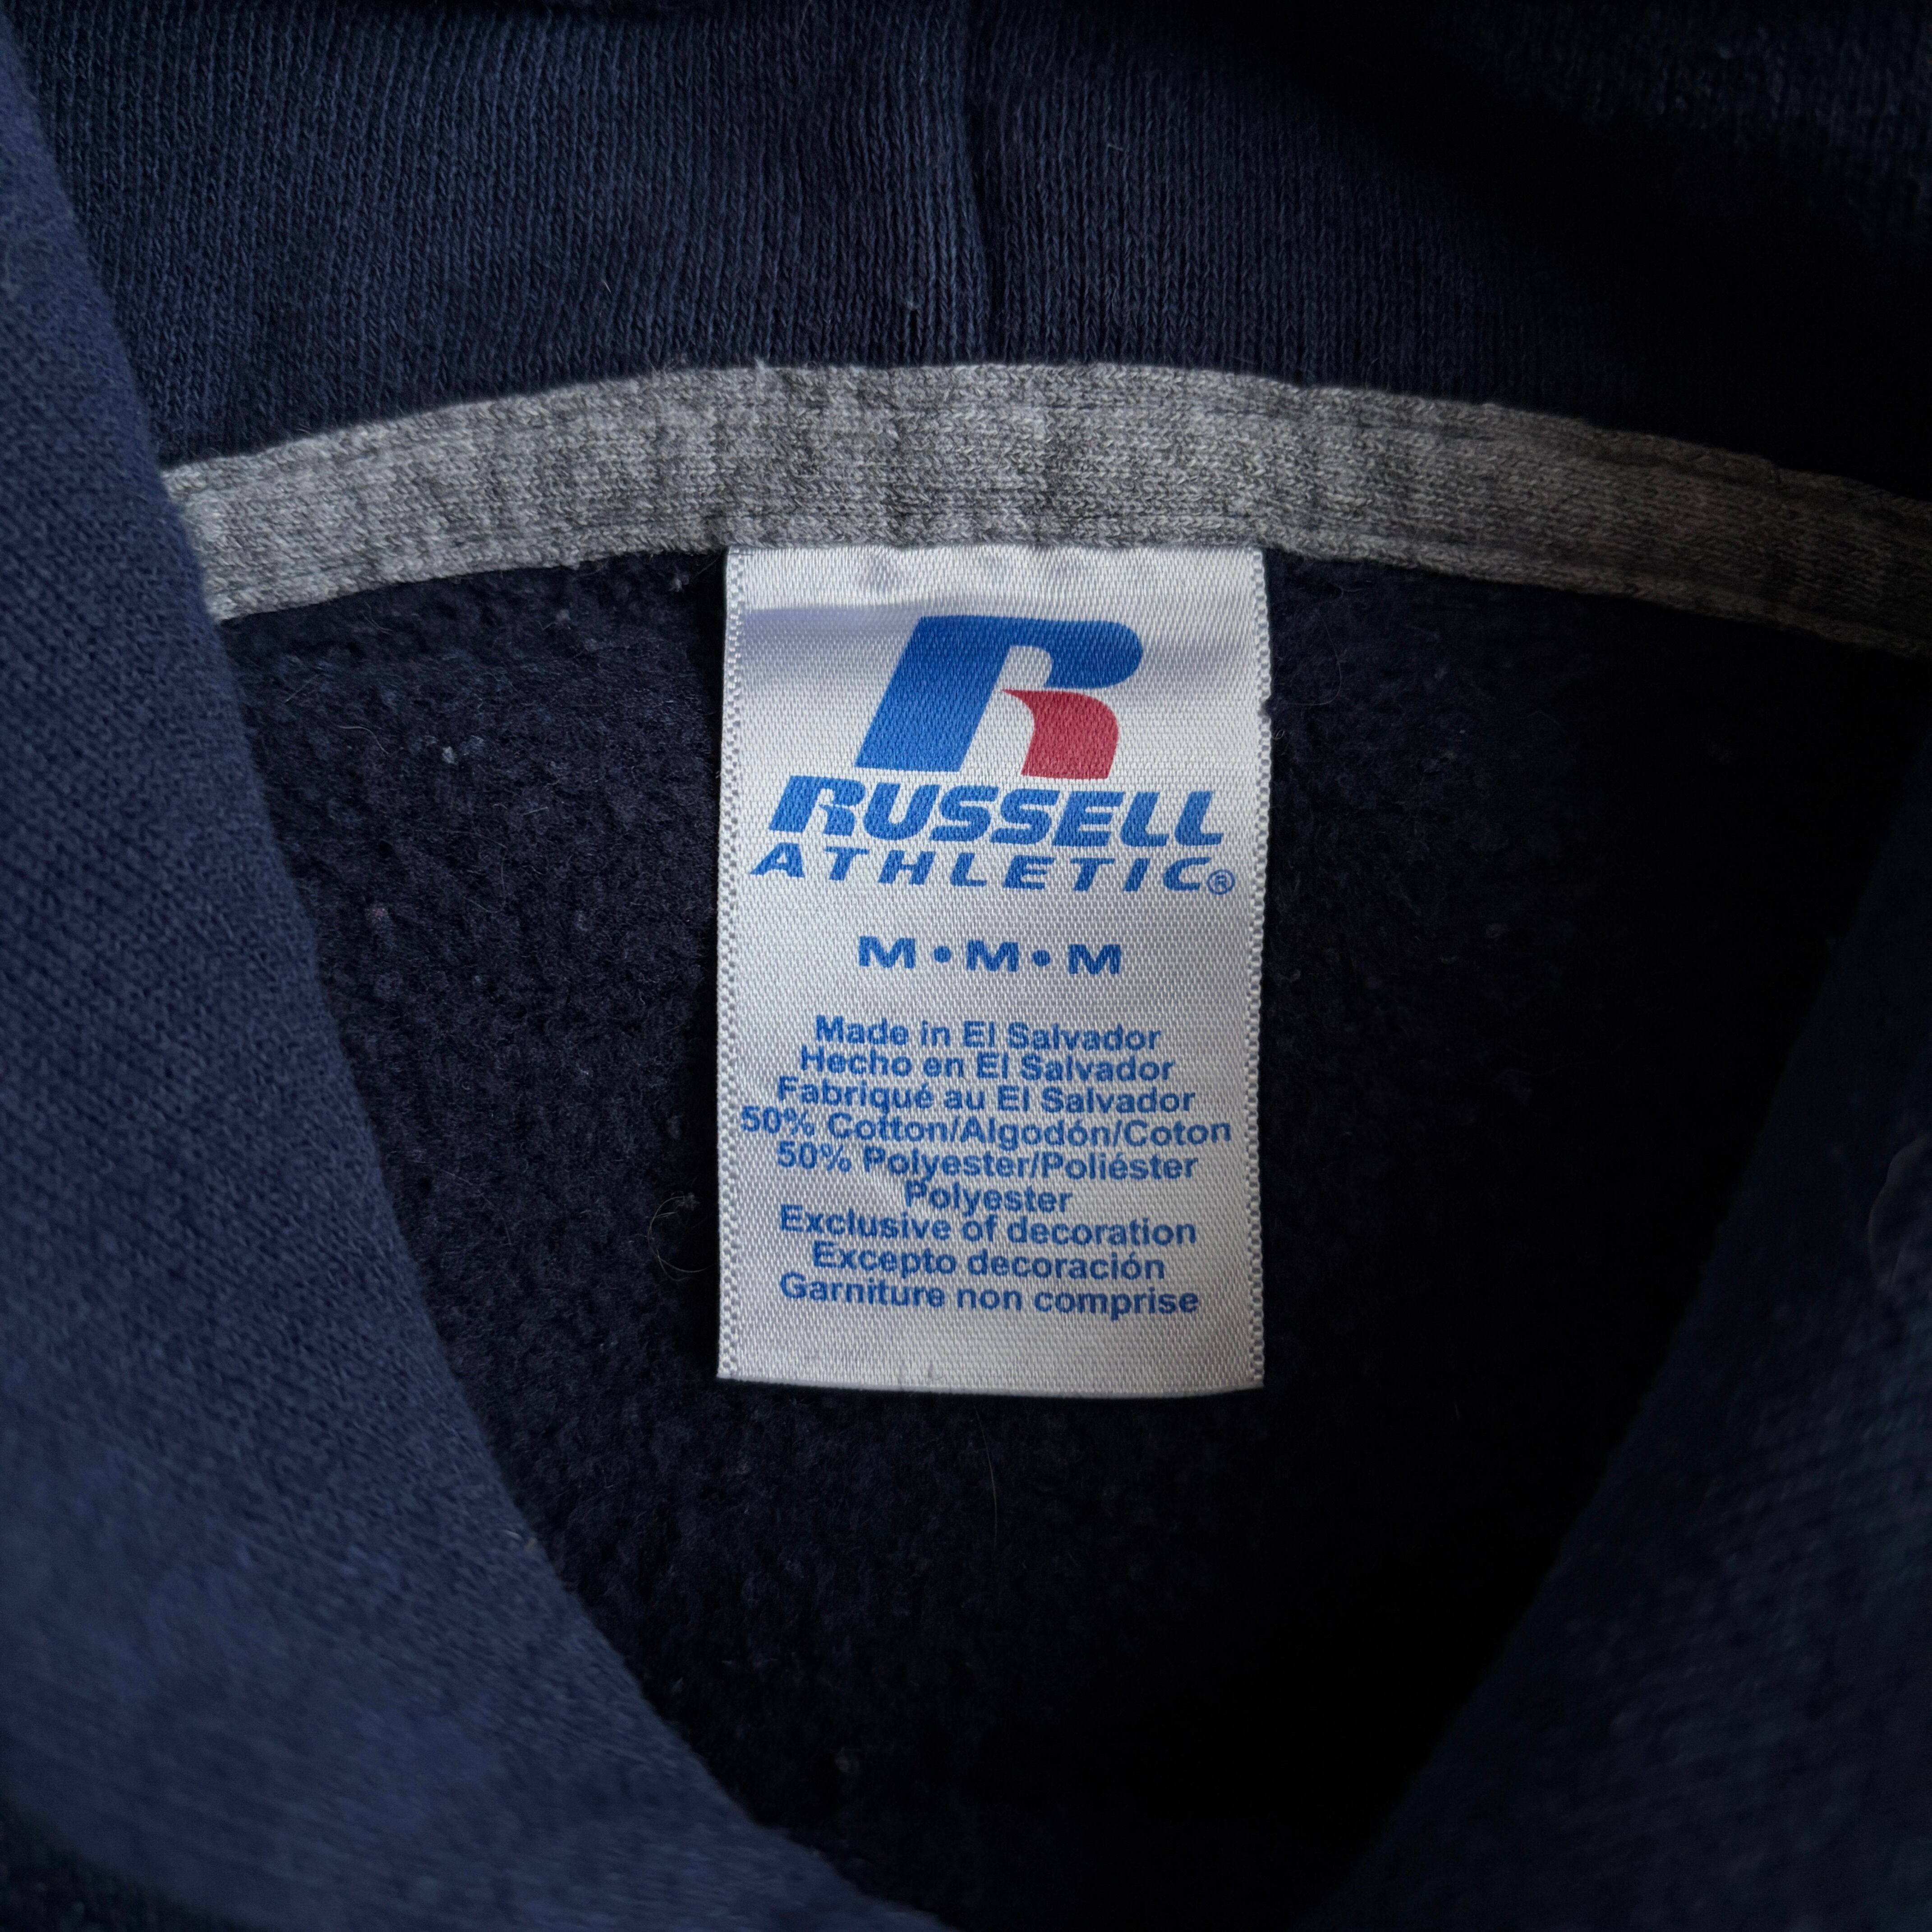 R
RUSSELL
ATHLETIC®
M•M•M
Made in El Salvador
Hecho en El Salvador
Fabriqué au El Salvador
50% Cotton/Algodón/Coton
50% Polyester/Poliéster
Polyester
Exclusive of decoration
Excepto decoración
Garniture non comprise